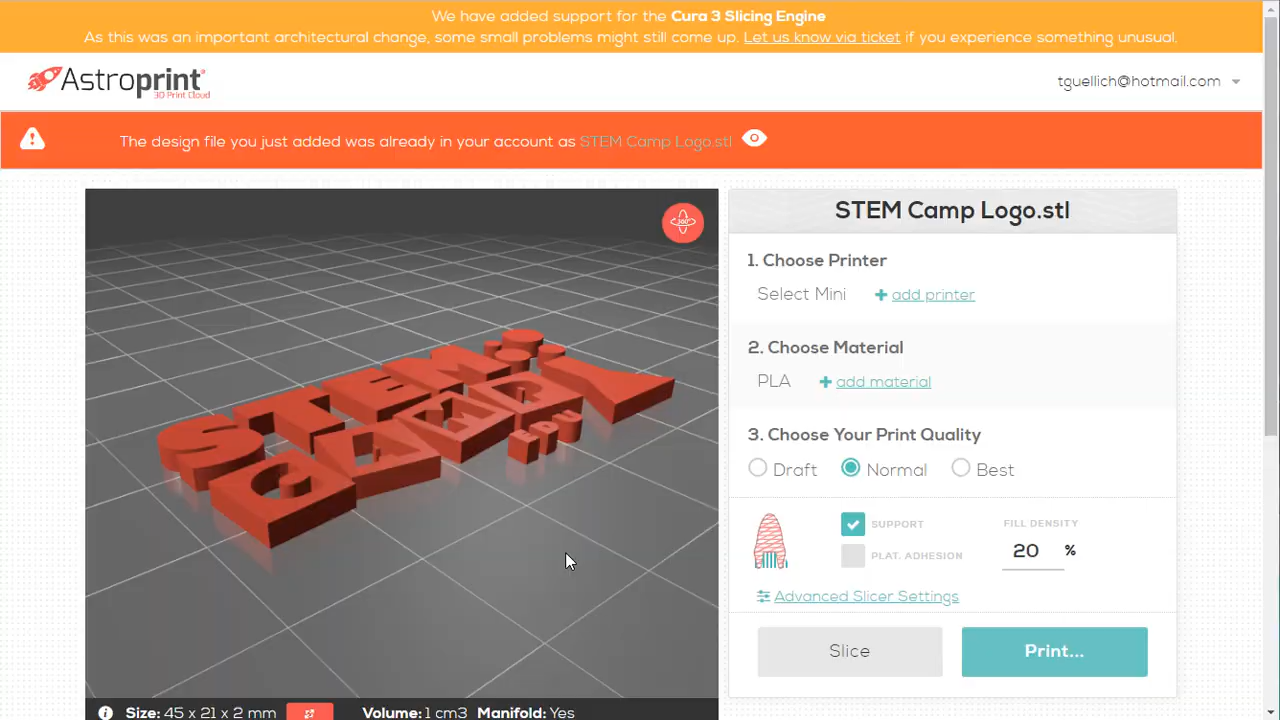 We have added support for the Cura 3 Slicing Engine
As this was an important architectural change, some small problems might still come up. Let us know via ticket if you experience something unusual.
Astroprint
3D Print Cloud
tguellich@hotmail.com
The design file you just added was already in your account as STEM Camp Logo.stl
STEM Camp Logo.stl
360
1. Choose Printer
Select Mini + add printer
2. Choose Material
PLA + add material
3. Choose Your Print Quality
Draft Normal Best
SUPPORT
FILL DENSITY
PLAT. ADHESION
20 %
Advanced Slicer Settings
Slice Print...
STEM
CAMP
EDU
Size: 45 x 21 x 2 mm Volume: 1 cm3 Manifold: Yes